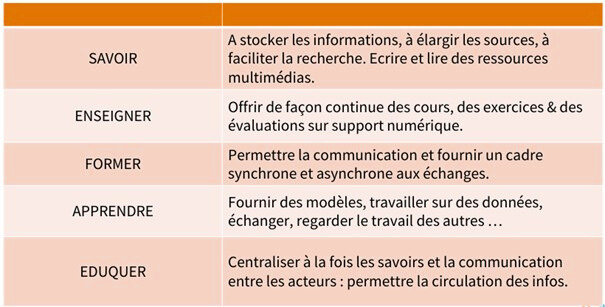 SAVOIR
A stocker les informations, à élargir les sources, à
faciliter la recherche. Ecrire et lire des ressources
multimédias.
ENSEIGNER
Offrir de façon continue des cours, des exercices & des
évaluations sur support numérique.
FORMER
Permettre la communication et fournir un cadre
synchrone et asynchrone aux échanges.
APPRENDRE
Fournir des modèles, travailler sur des données,
échanger, regarder le travail des autres ...
EDUQUER
Centraliser à la fois les savoirs et la communication
entre les acteurs : permettre la circulation des infos.